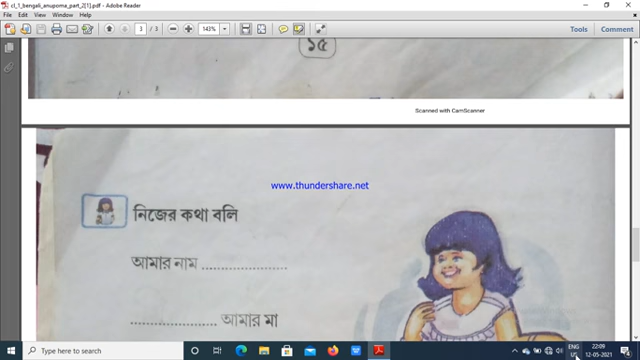 cl_1_bengali_anuporna_part_2[1].pdf - Adobe Reader
File Edit View Window Help
3 / 3 143% Tools Comment
১৫
Scanned with CamScanner
www.thundershare.net
নিজের কথা বলি
আমার নাম ........................
........................ আমার মা
Type here to search
ENG
22:09
12-05-2021